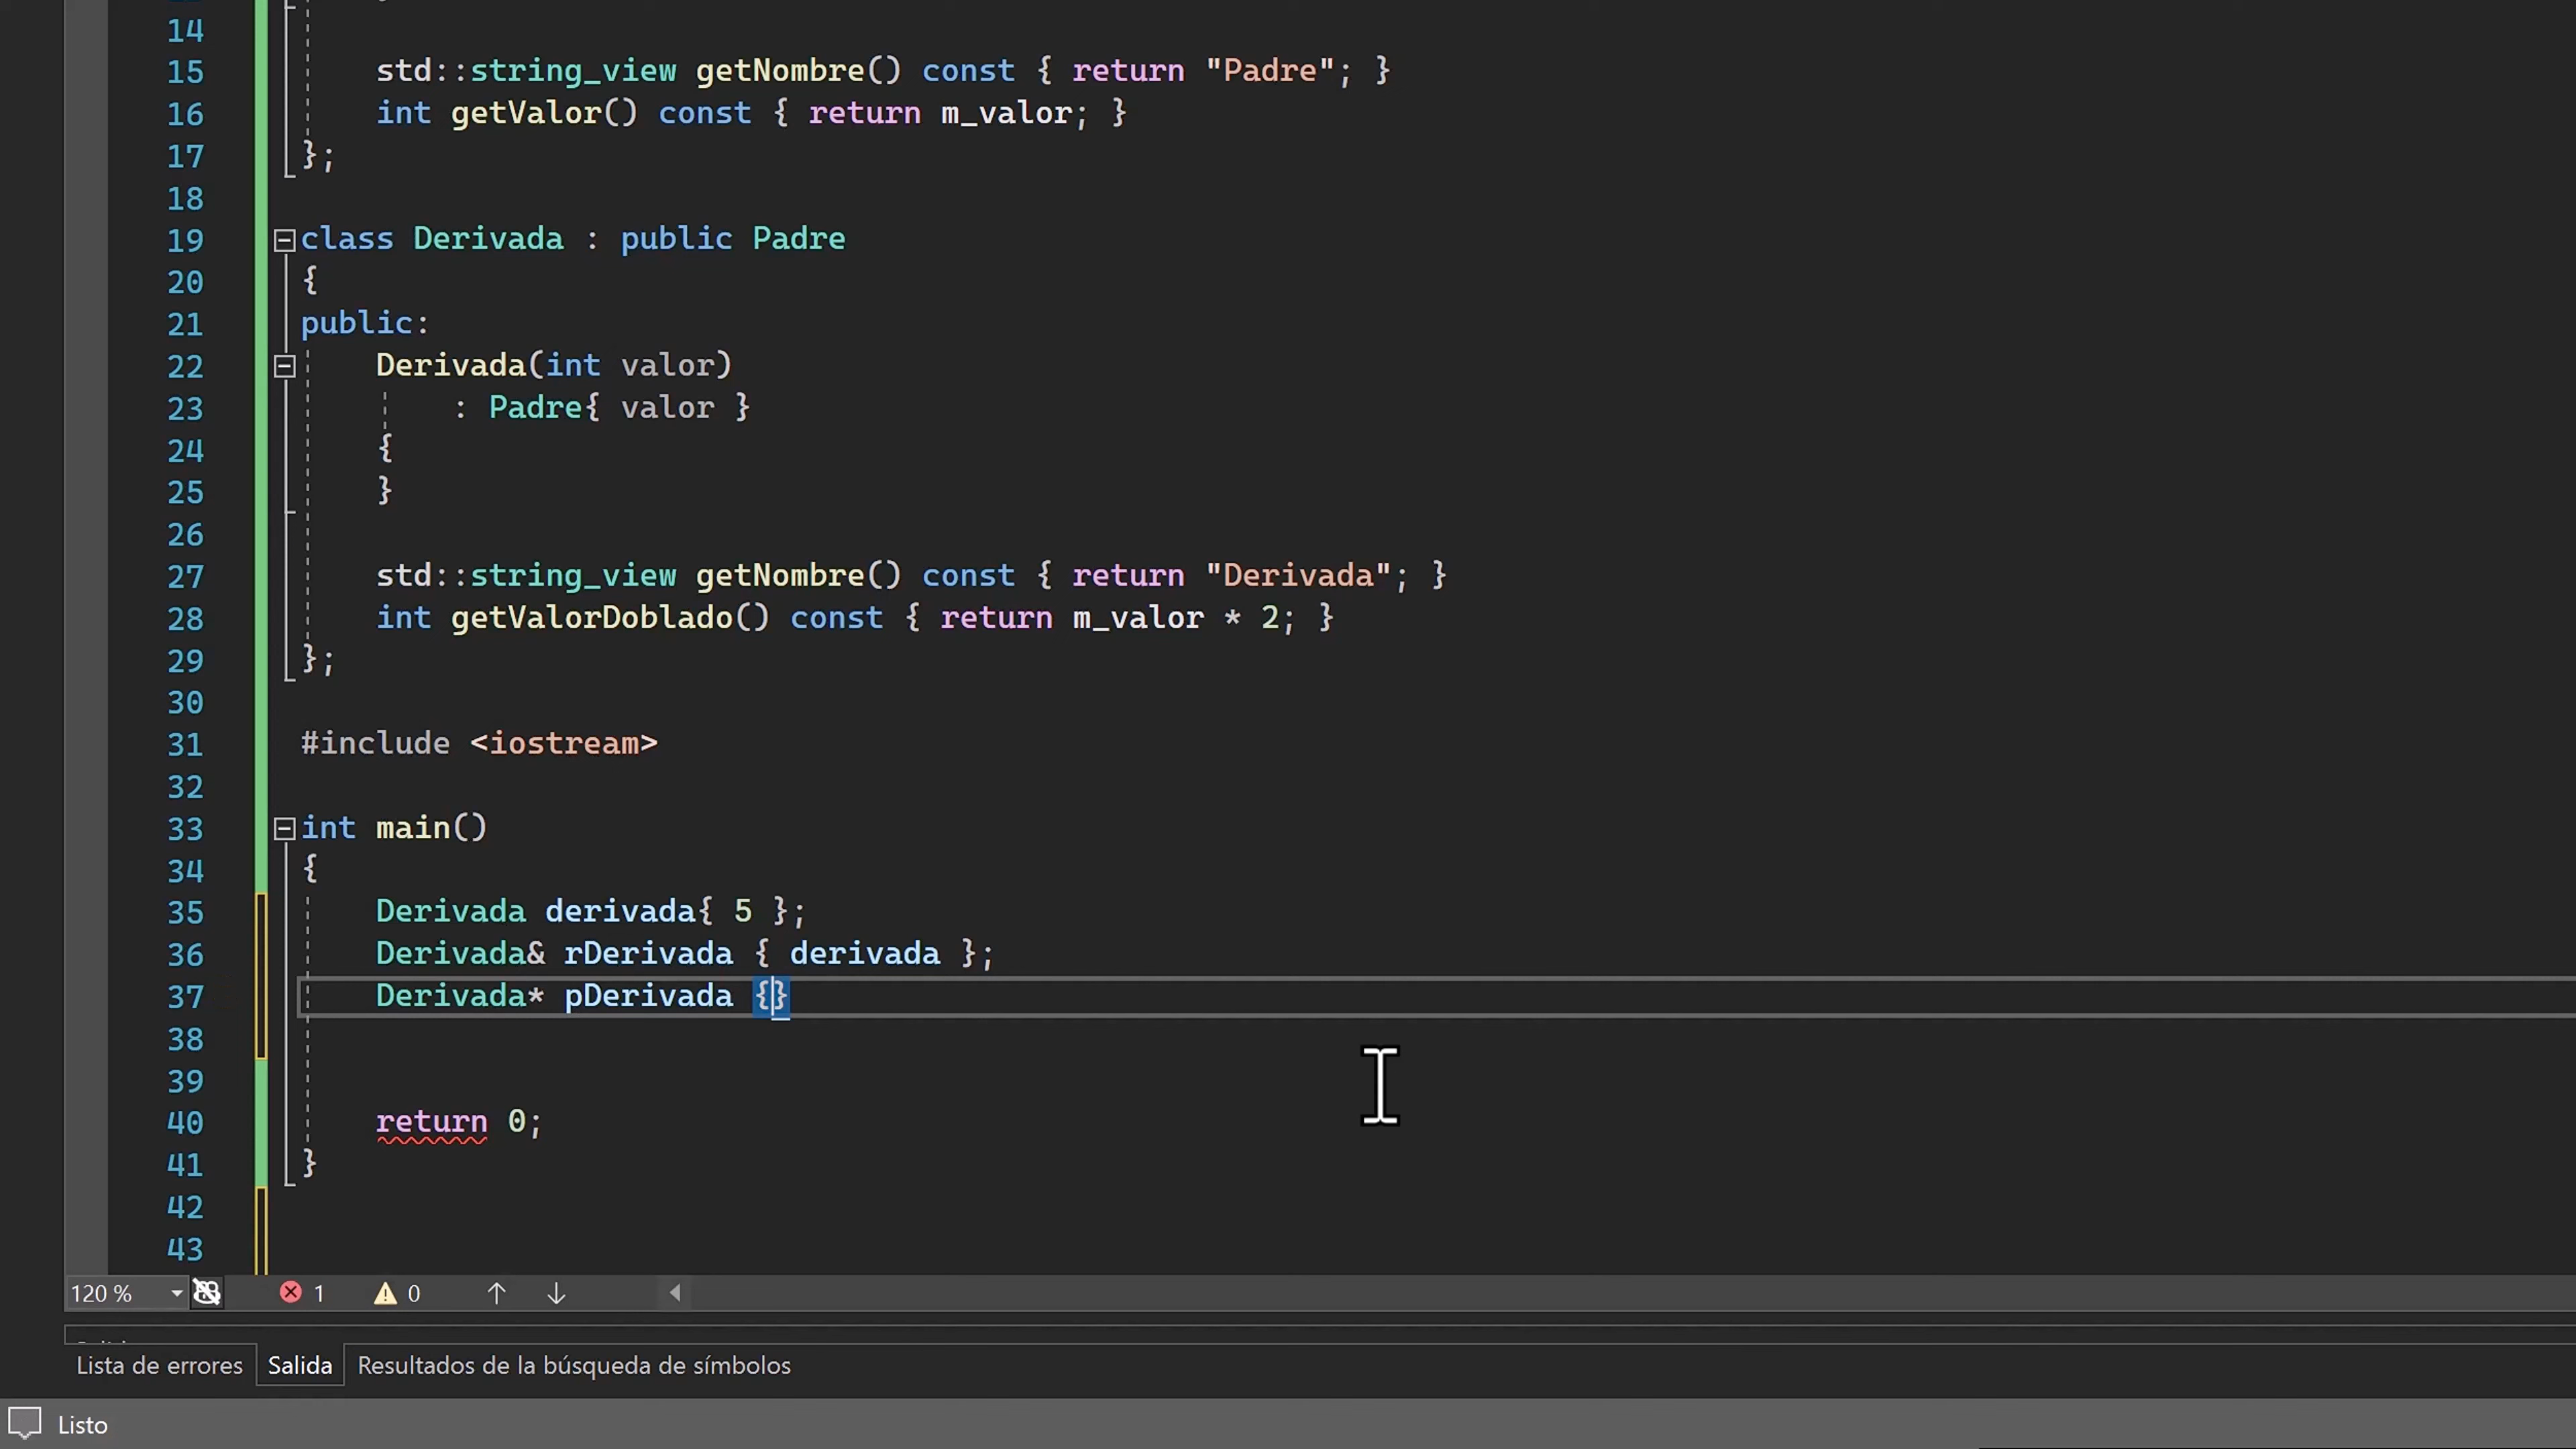 14
15 std::string_view getNombre() const { return "Padre"; }
16 int getValor() const { return m_valor; }
17 };
18
19 class Derivada : public Padre
20 {
21 public:
22 Derivada(int valor)
23 : Padre{ valor }
24 {
25 }
26
27 std::string_view getNombre() const { return "Derivada"; }
28 int getValorDoblado() const { return m_valor * 2; }
29 };
30
31 #include <iostream>
32
33 int main()
34 {
35 Derivada derivada{ 5 };
36 Derivada& rDerivada { derivada };
37 Derivada* pDerivada {}
38
39
40 return 0;
41 }
42
43
120 % 1 0
Lista de errores Salida Resultados de la búsqueda de símbolos
Listo